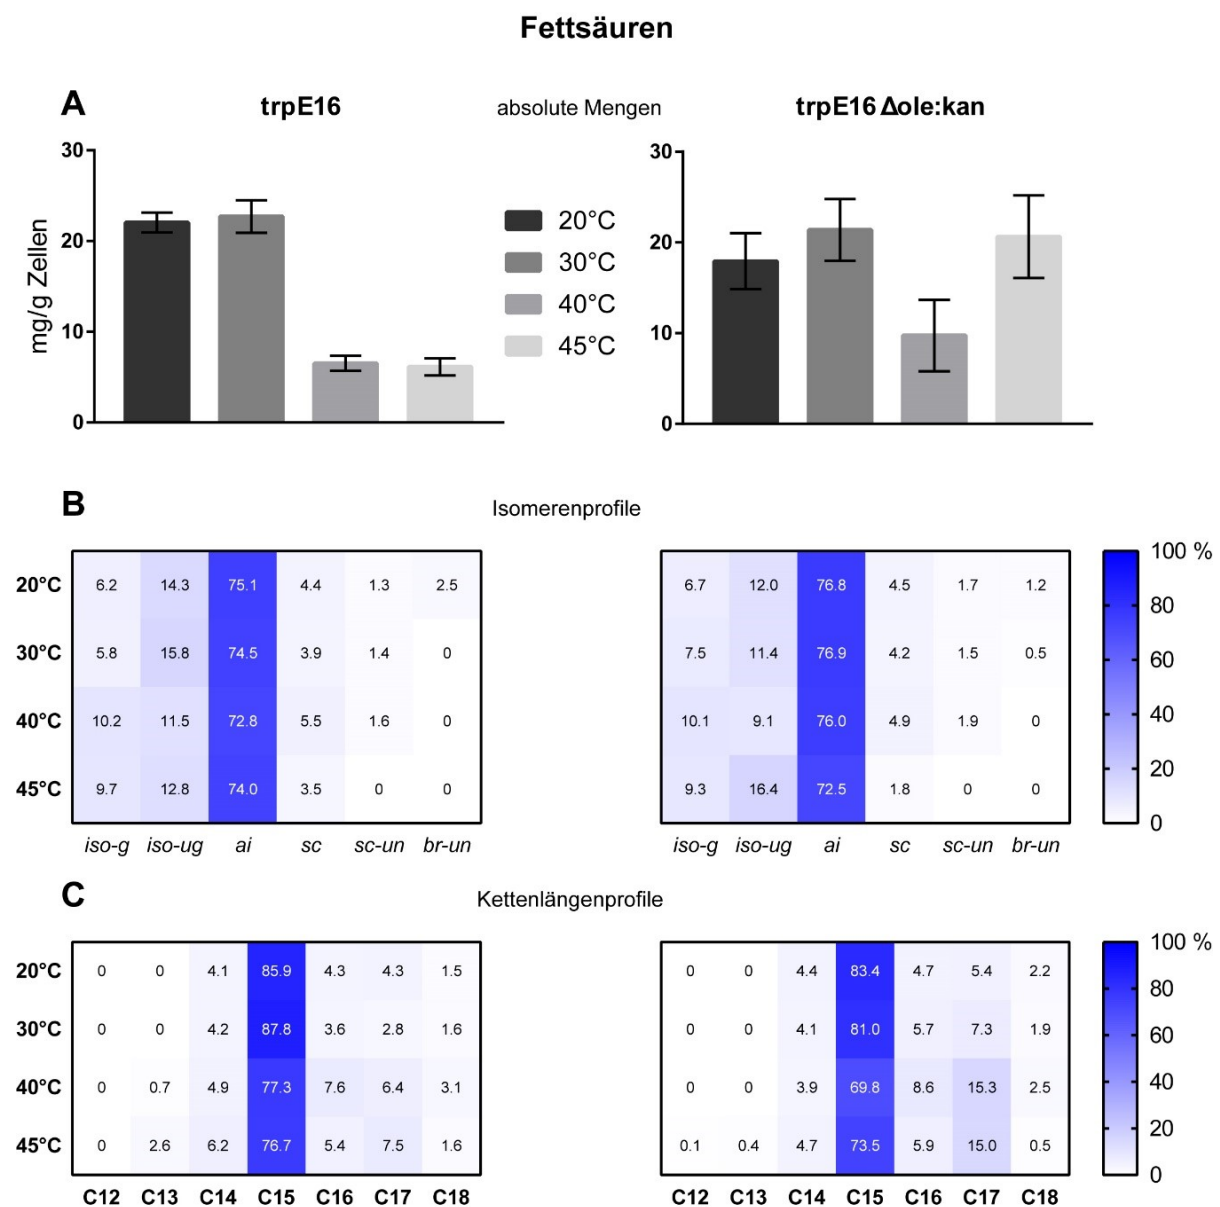 Fettsäuren
A trpE16 absolute Mengen trpE16 Δole:kan
mg/g Zellen
30
20
10
0
20°C
30°C
40°C
45°C
30
20
10
0
B Isomerenprofile
20°C 6.2 14.3 75.1 4.4 1.3 2.5 6.7 12.0 76.8 4.5 1.7 1.2
30°C 5.8 15.8 74.5 3.9 1.4 0 7.5 11.4 76.9 4.2 1.5 0.5
40°C 10.2 11.5 72.8 5.5 1.6 0 10.1 9.1 76.0 4.9 1.9 0
45°C 9.7 12.8 74.0 3.5 0 0 9.3 16.4 72.5 1.8 0 0
iso-g iso-ug ai sc sc-un br-un iso-g iso-ug ai sc sc-un br-un
100 %
80
60
40
20
0
C Kettenlängenprofile
20°C 0 0 4.1 85.9 4.3 4.3 1.5 0 0 4.4 83.4 4.7 5.4 2.2
30°C 0 0 4.2 87.8 3.6 2.8 1.6 0 0 4.1 81.0 5.7 7.3 1.9
40°C 0 0.7 4.9 77.3 7.6 6.4 3.1 0 0 3.9 69.8 8.6 15.3 2.5
45°C 0 2.6 6.2 76.7 5.4 7.5 1.6 0.1 0.4 4.7 73.5 5.9 15.0 0.5
C12 C13 C14 C15 C16 C17 C18 C12 C13 C14 C15 C16 C17 C18
100 %
80
60
40
20
0